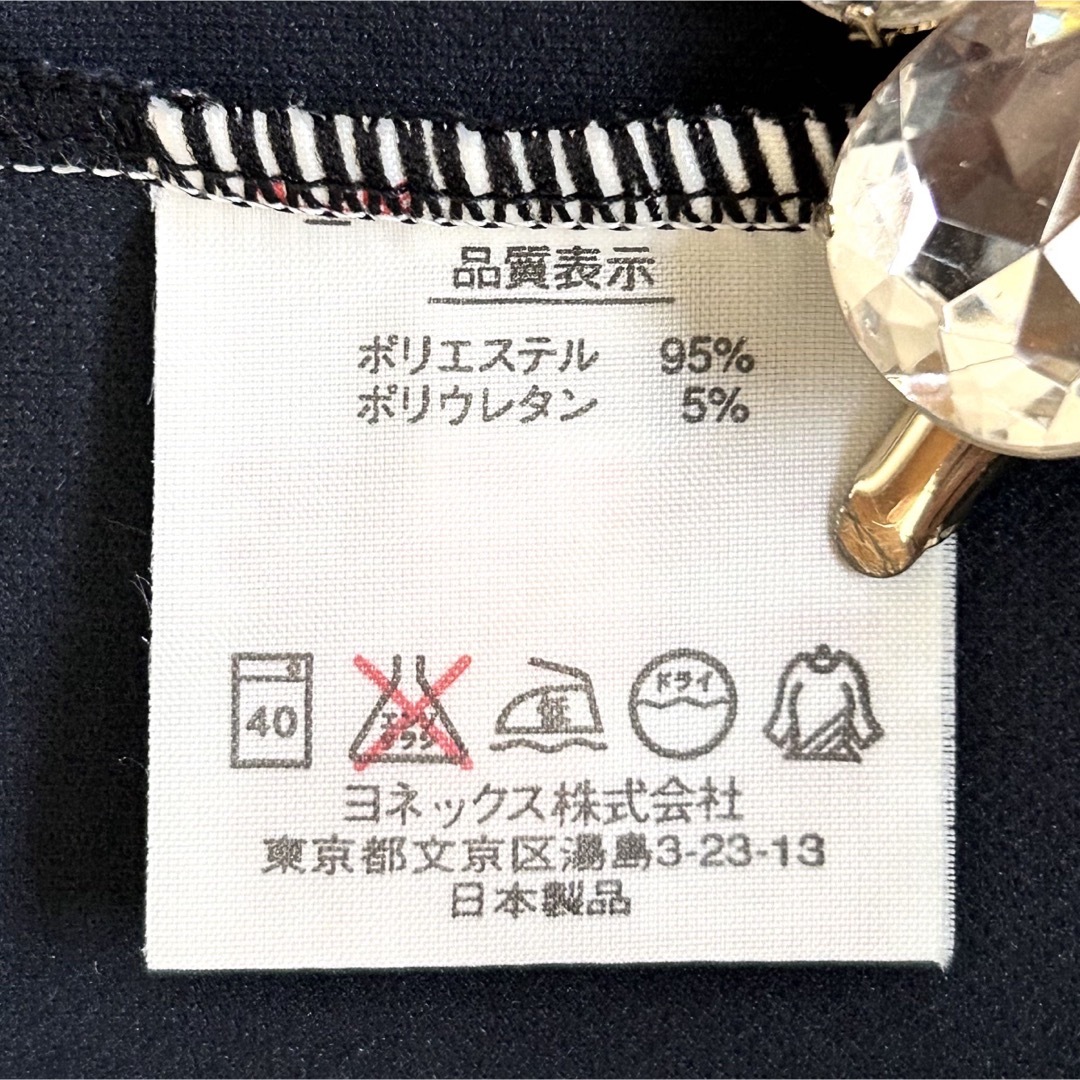 品質表示
ポリエステル 95%
ポリウレタン 5%
40 エンソ サラシ 低 ドライ
ヨネックス株式会社
東京都文京区湯島3-23-13
日本製品